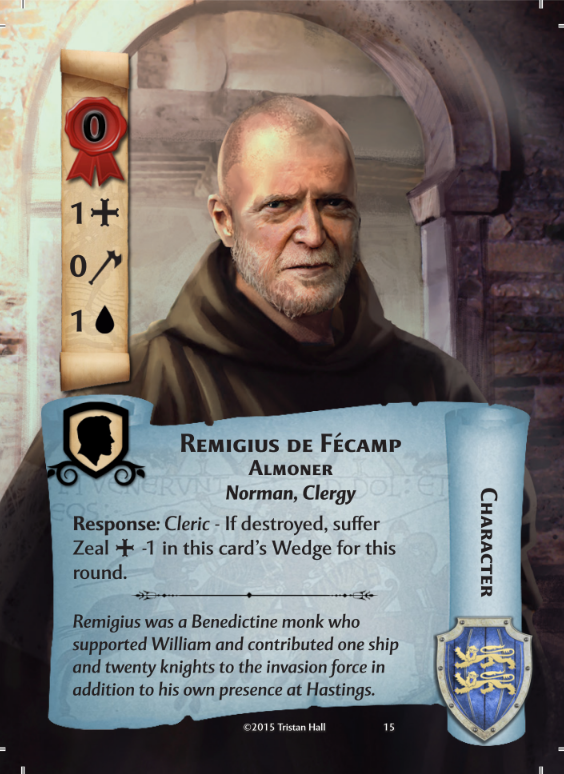 0
1
0
1
Remigius de Fécamp
Almoner
Norman, Clergy
Response: Cleric - If destroyed, suffer
Zeal ✠ -1 in this card's Wedge for this
round.
Remigius was a Benedictine monk who
supported William and contributed one ship
and twenty knights to the invasion force in
addition to his own presence at Hastings.
Character
©2015 Tristan Hall 15